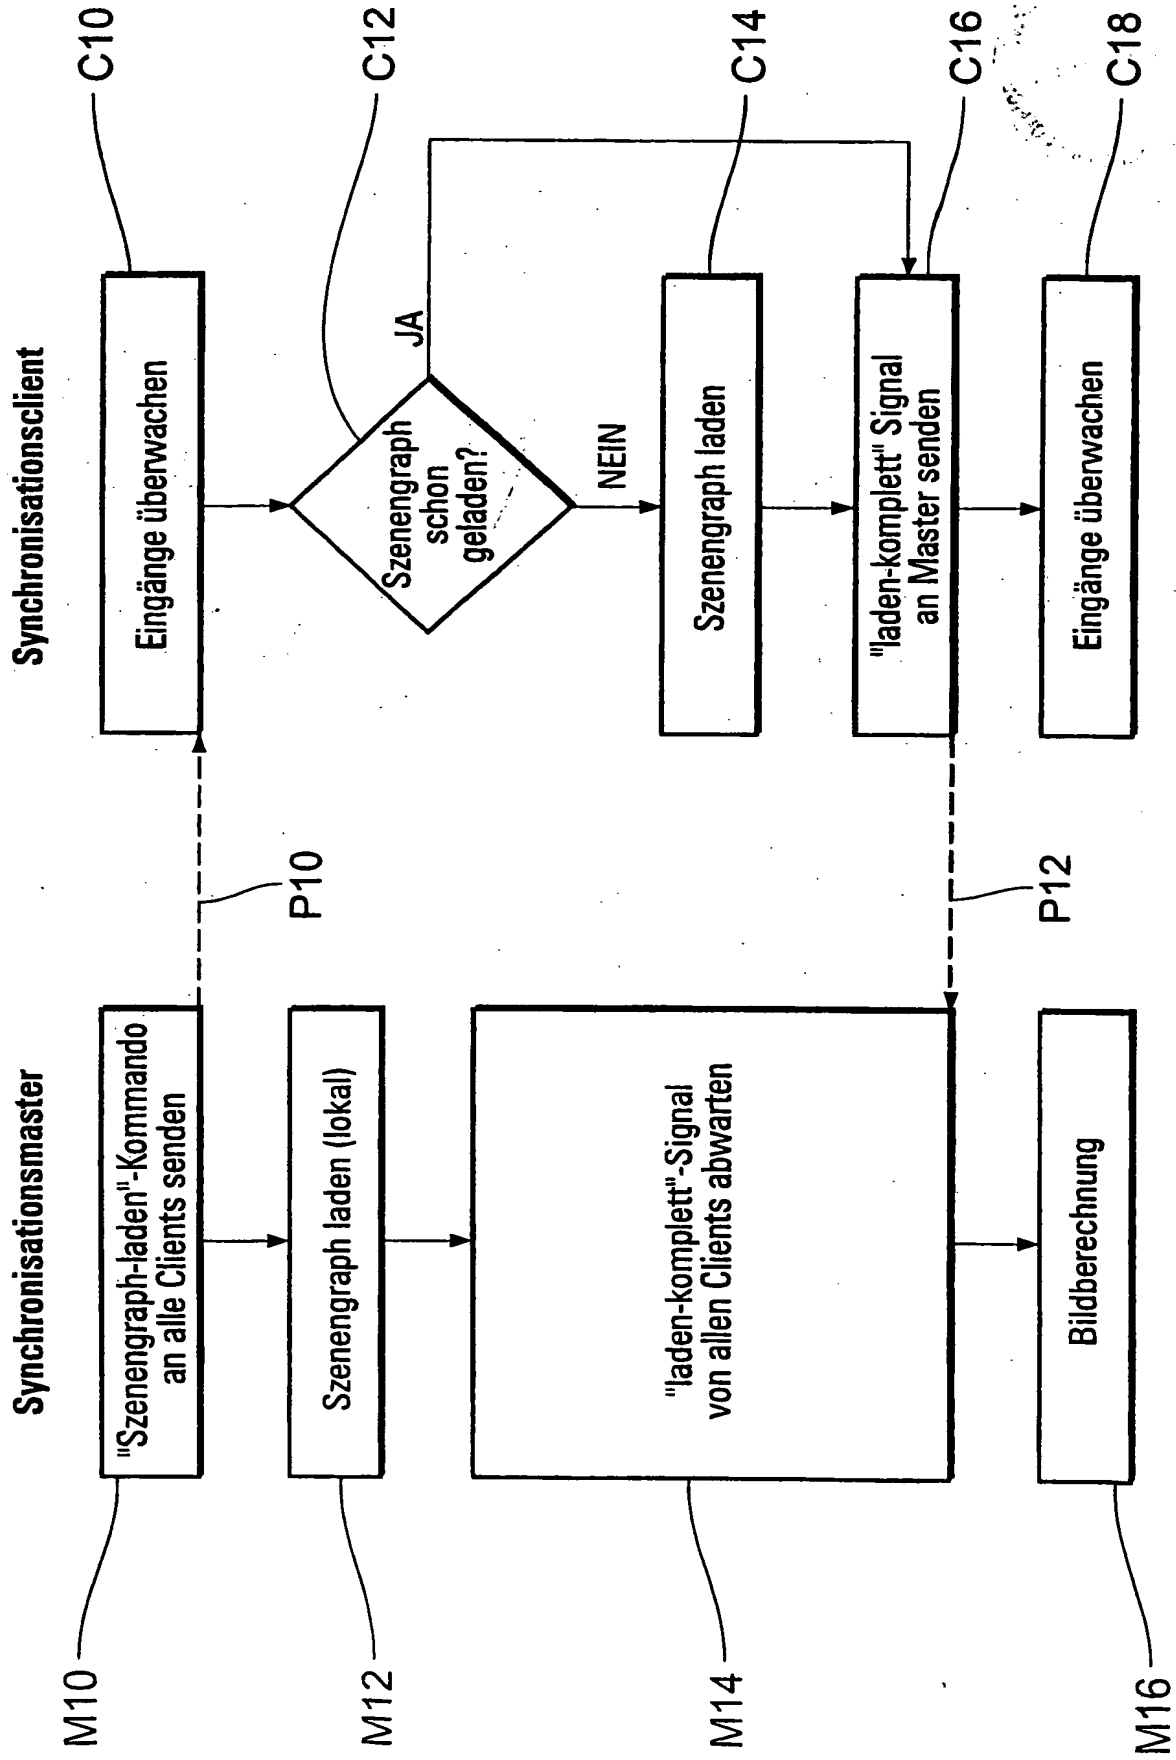 Synchronisationsmaster
Synchronisationsclient
M10
"Szenengraph-laden"-Kommando
an alle Clients senden
P10
Eingänge überwachen
C10
M12
Szenengraph laden (lokal)
Szenengraph
schon
geladen?
C12
JA
NEIN
M14
"laden-komplett"-Signal
von allen Clients abwarten
Szenengraph laden
C14
"laden-komplett" Signal
an Master senden
C16
P12
M16
Bildberechnung
Eingänge überwachen
C18